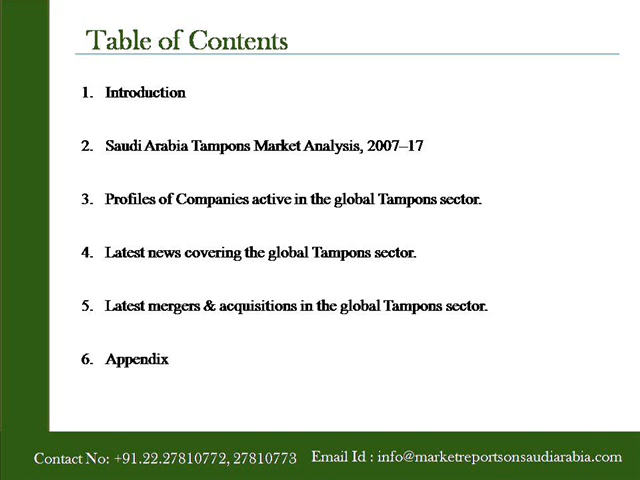 Table of Contents
1. Introduction
2. Saudi Arabia Tampons Market Analysis, 2007–17
3. Profiles of Companies active in the global Tampons sector.
4. Latest news covering the global Tampons sector.
5. Latest mergers & acquisitions in the global Tampons sector.
6. Appendix
Contact No: +91.22.27810772, 27810773 Email Id : info@marketreportsonsaudiarabia.com